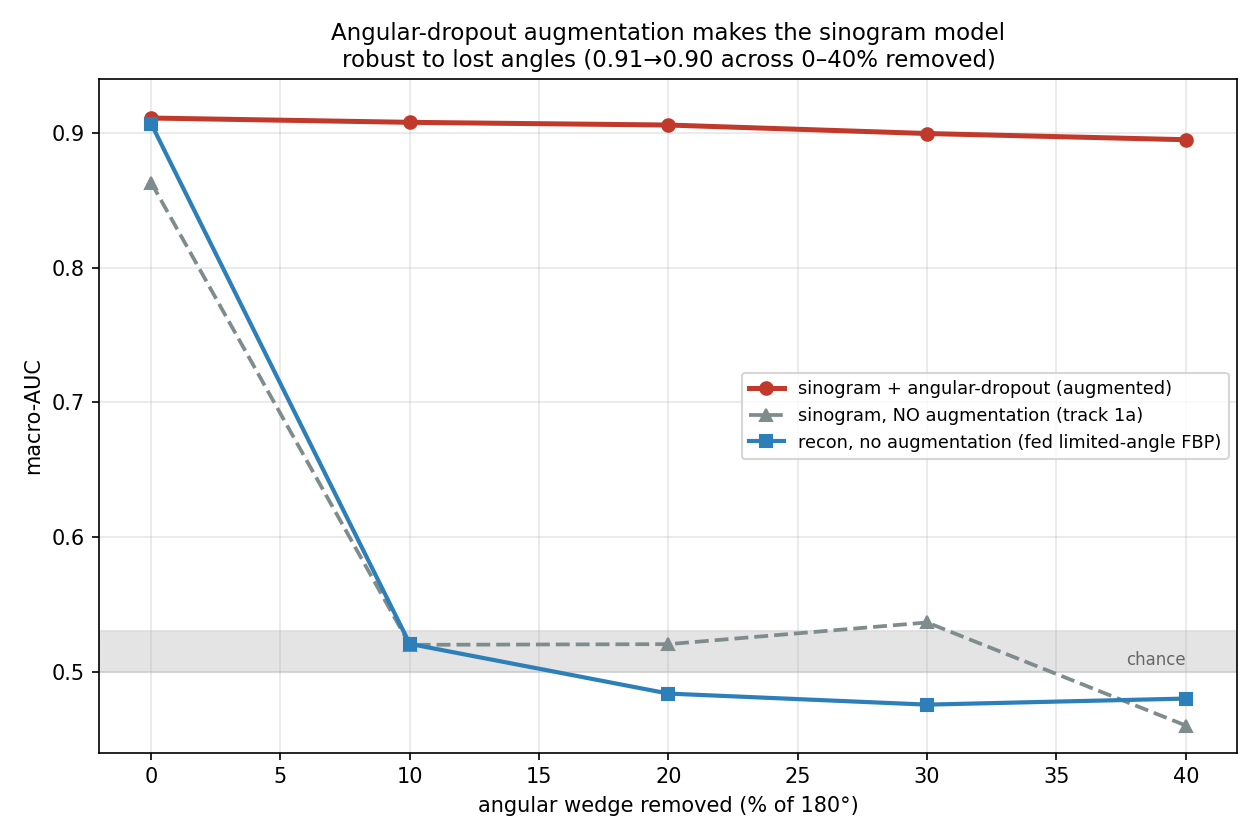 Angular-dropout augmentation makes the sinogram model
robust to lost angles (0.91→0.90 across 0–40% removed)
macro-AUC
0.9
0.8
0.7
0.6
0.5
sinogram + angular-dropout (augmented)
sinogram, NO augmentation (track 1a)
recon, no augmentation (fed limited-angle FBP)
chance
0 5 10 15 20 25 30 35 40
angular wedge removed (% of 180°)